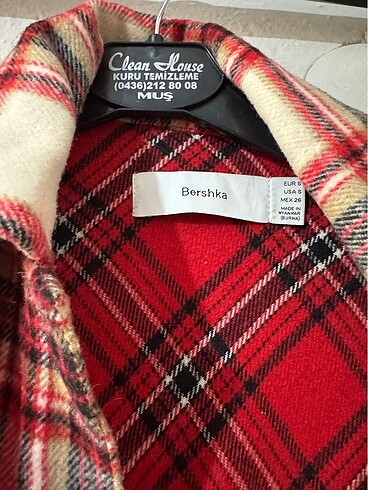 Clean House
KURU TEMİZLEME
(0436)212 80 08
MUŞ
Bershka
EUR S
USA S
MEX 26
MADE IN
MYANMAR
(BURMA)